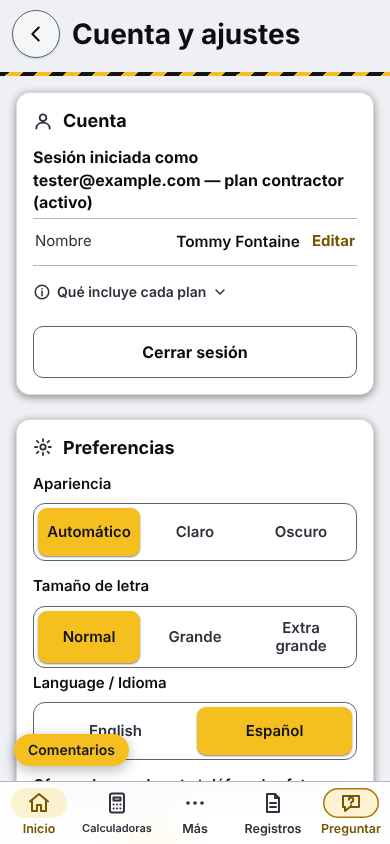 Cuenta y ajustes
Cuenta
Sesión iniciada como
tester@example.com — plan contractor
(activo)
Nombre Tommy Fontaine Editar
Qué incluye cada plan
Cerrar sesión
Preferencias
Apariencia
Automático Claro Oscuro
Tamaño de letra
Normal Grande Extra
grande
Language / Idioma
English Español
Comentarios
Inicio Calculadoras Más Registros Preguntar